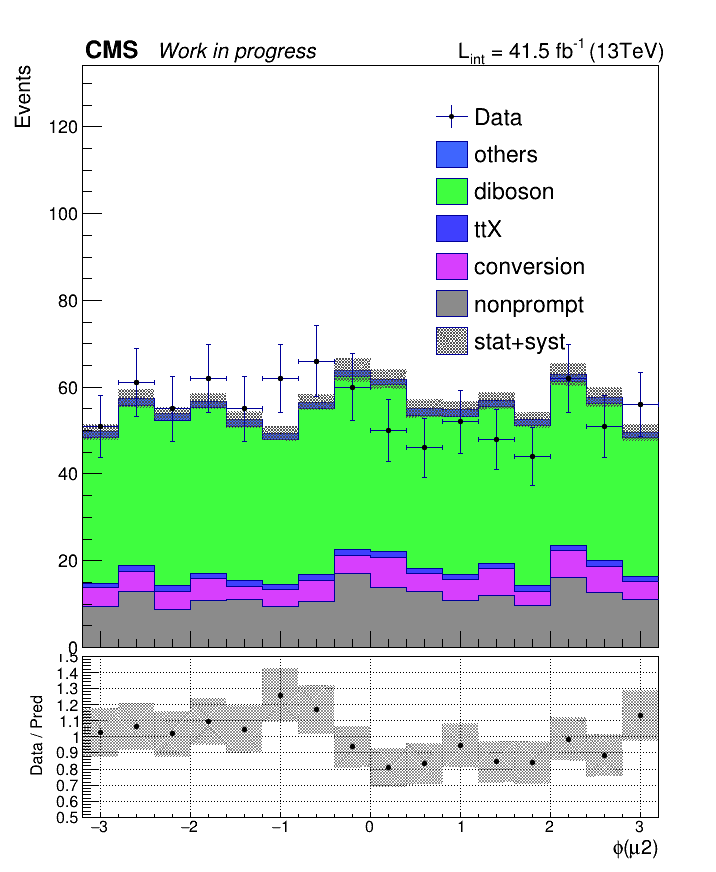 CMS Work in progress L_int = 41.5 fb^-1 (13TeV)
Events
120
100
80
60
40
20
0
Data
others
diboson
ttX
conversion
nonprompt
stat+syst
Data / Pred
1.5
1.4
1.3
1.2
1.1
1
0.9
0.8
0.7
0.6
0.5
−3 −2 −1 0 1 2 3
ϕ(μ2)